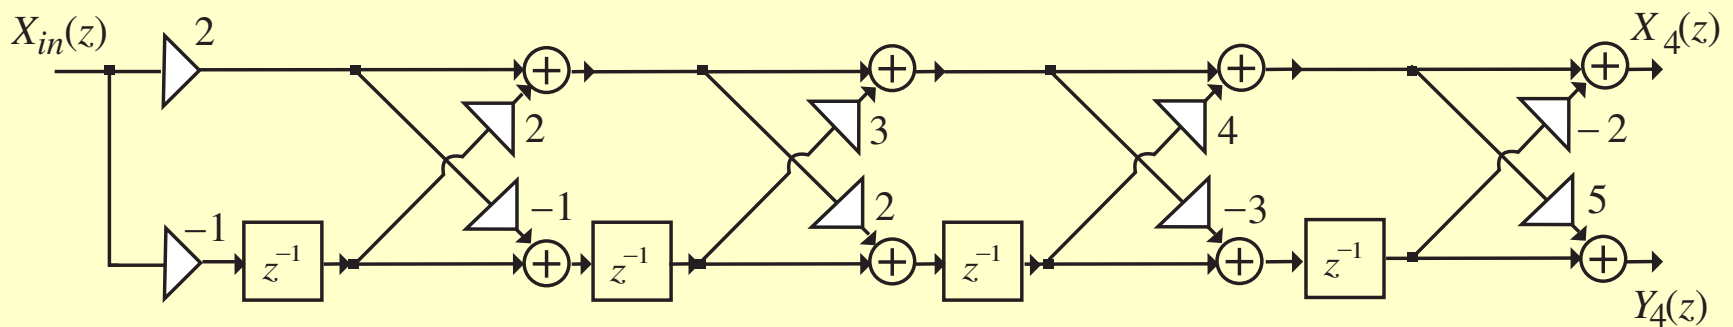 X_in(z) 2 X_4(z)
+ + + +
2 3 4 – 2
–1 –1 2 –3 5
z^–1 z^–1 z^–1 z^–1
+ + + +
Y_4(z)